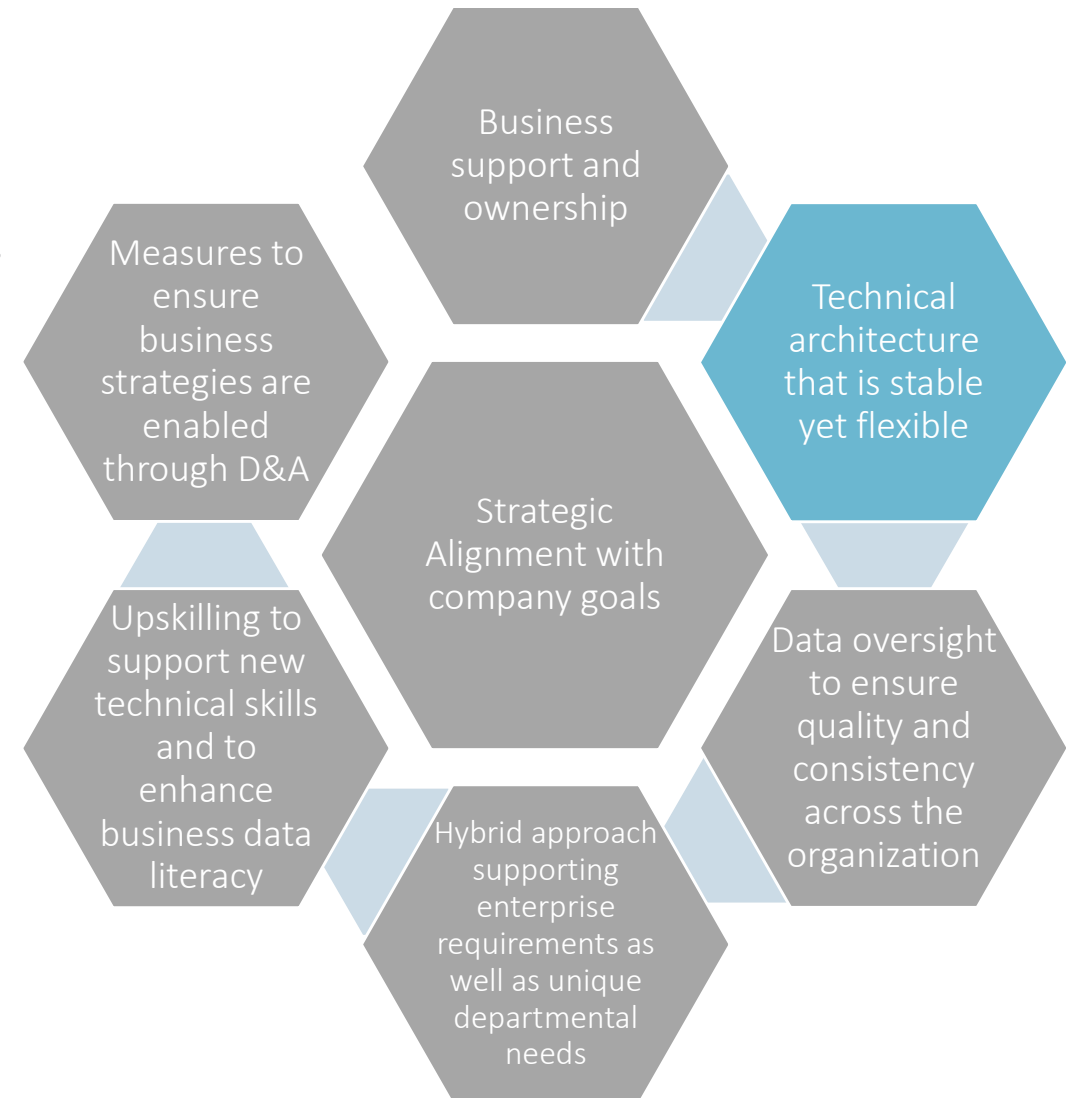 Business
support and
ownership
Technical
architecture
that is stable
yet flexible
Data oversight
to ensure
quality and
consistency
across the
organization
Hybrid approach
supporting
enterprise
requirements as
well as unique
departmental
needs
Upskilling to
support new
technical skills
and to
enhance
business data
literacy
Measures to
ensure
business
strategies are
enabled
through D&A
Strategic
Alignment with
company goals